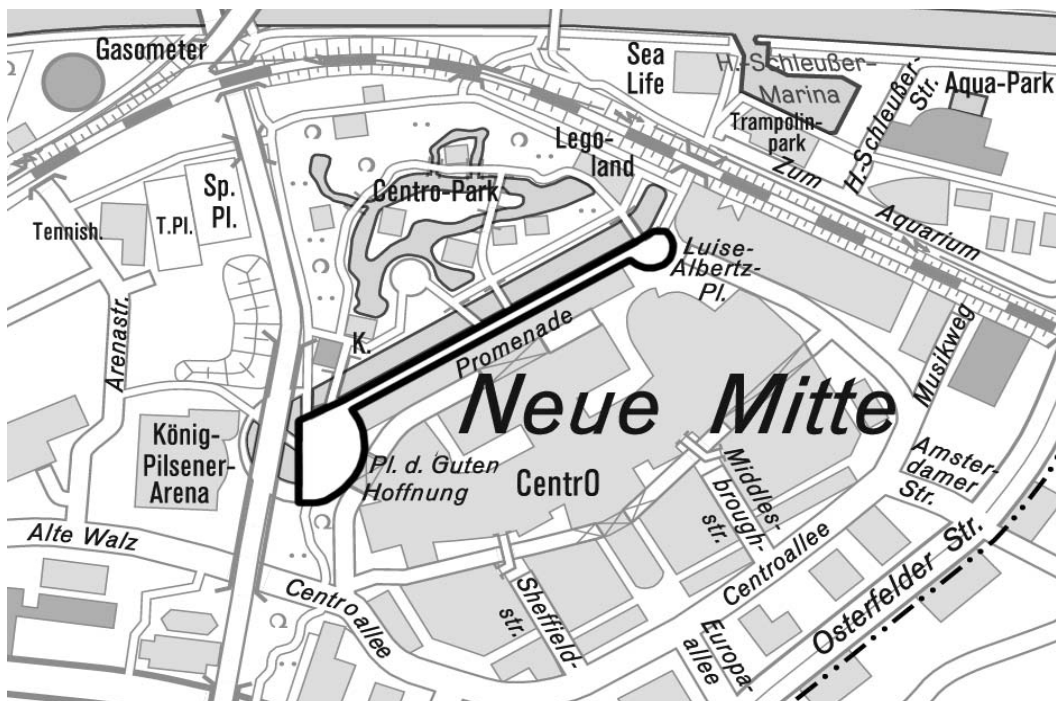 Gasometer
Sea
Life
H.-Schleußer-
Marina
Trampolin-
park
H.-Schleußer-
Str.
Aqua-Park
Zum
Aquarium
Lego-
land
Centro-Park
Sp.
Pl.
T.Pl.
Tennish.
Arenastr.
K.
Luise-
Albertz-
Pl.
Promenade
Musikweg
Neue Mitte
König-
Pilsener-
Arena
Pl. d. Guten
Hoffnung
CentrO
Middles-
brough-
str.
Amster-
damer
Str.
Alte Walz
Centroallee
Sheffield-
str.
Centroallee
Osterfelder Str.
Europa-
allee